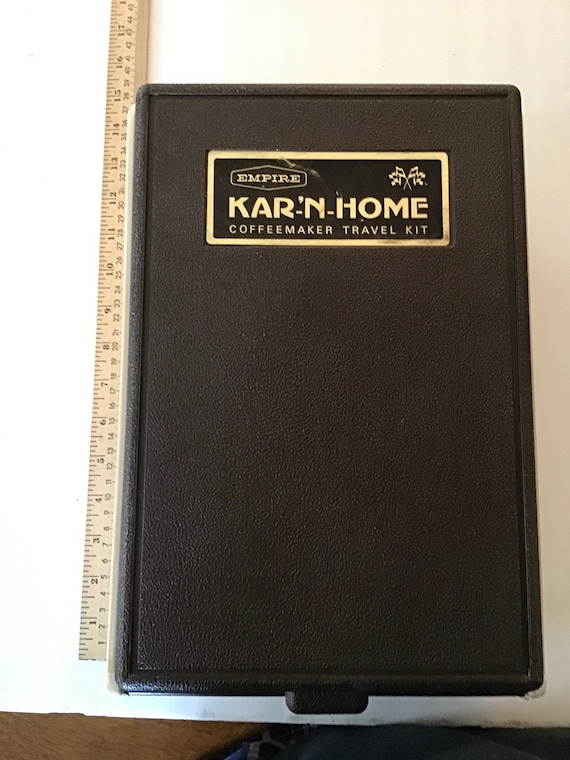 EMPIRE
KAR-'N-HOME
COFFEEMAKER TRAVEL KIT